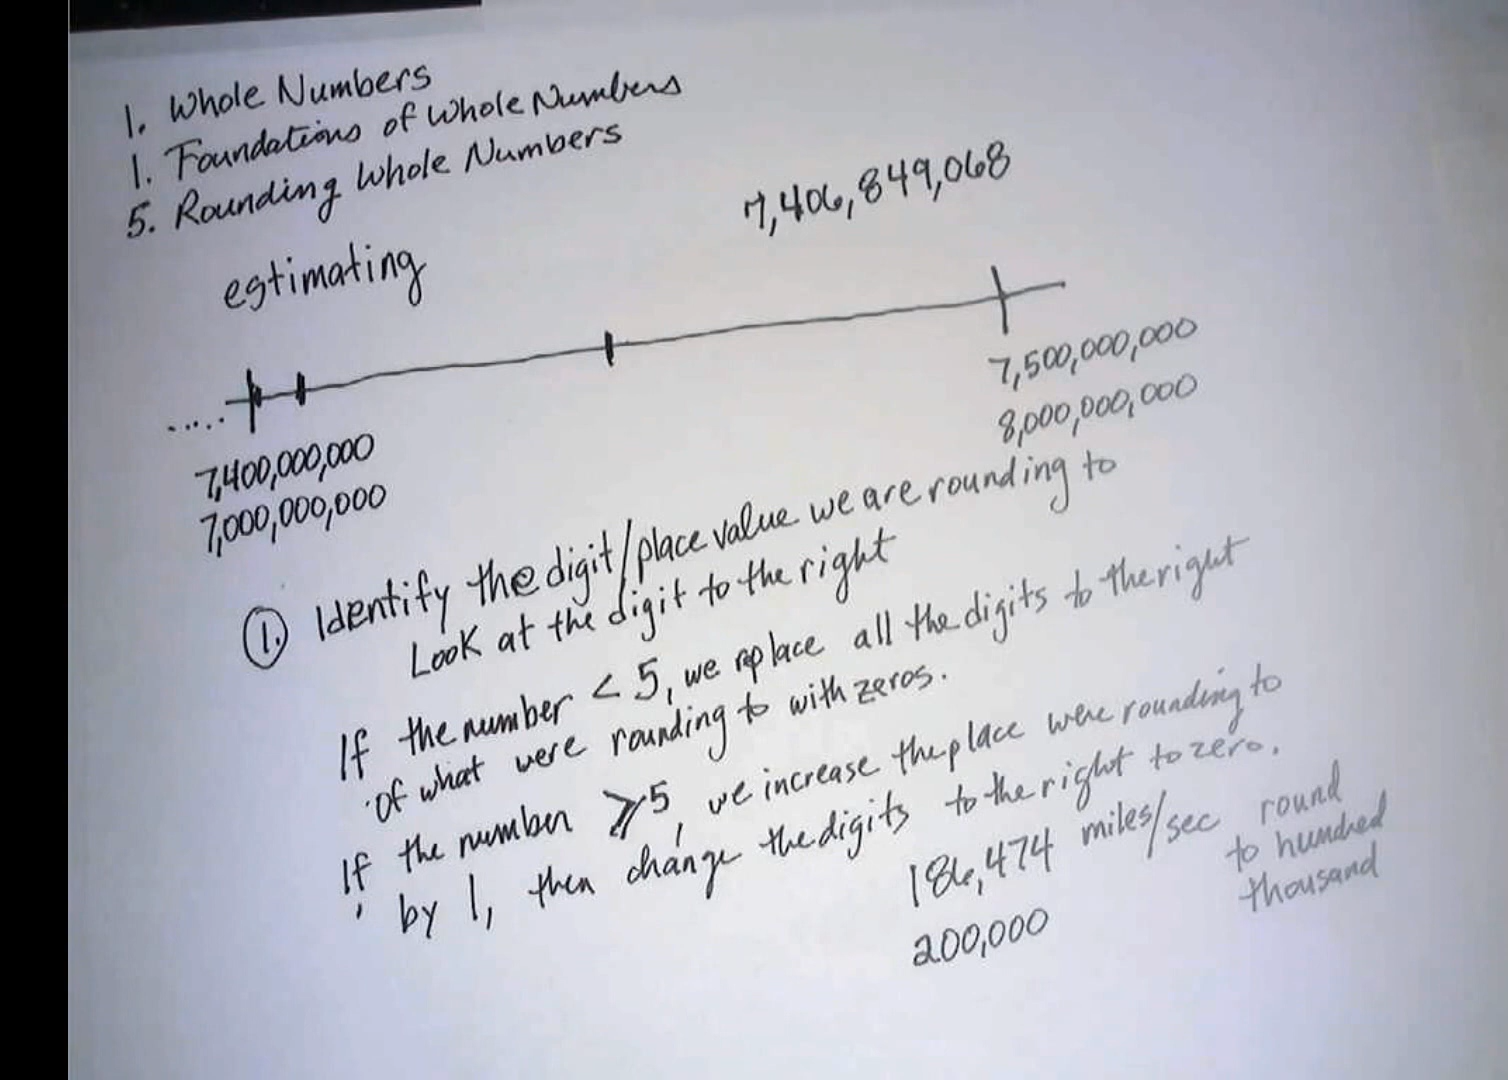 1. Whole Numbers
1. Foundations of Whole Numbers
5. Rounding Whole Numbers
estimating
7,406,849,068
.....
7,400,000,000
7,500,000,000
7,000,000,000
8,000,000,000
1. Identify the digit/place value we are rounding to
Look at the digit to the right
If the number < 5, we replace all the digits to the right
of what were rounding to with zeros.
If the number ≥ 5, we increase the place were rounding to
by 1, then change the digits to the right to zero.
186,474 miles/sec round
to hundred
thousand
200,000